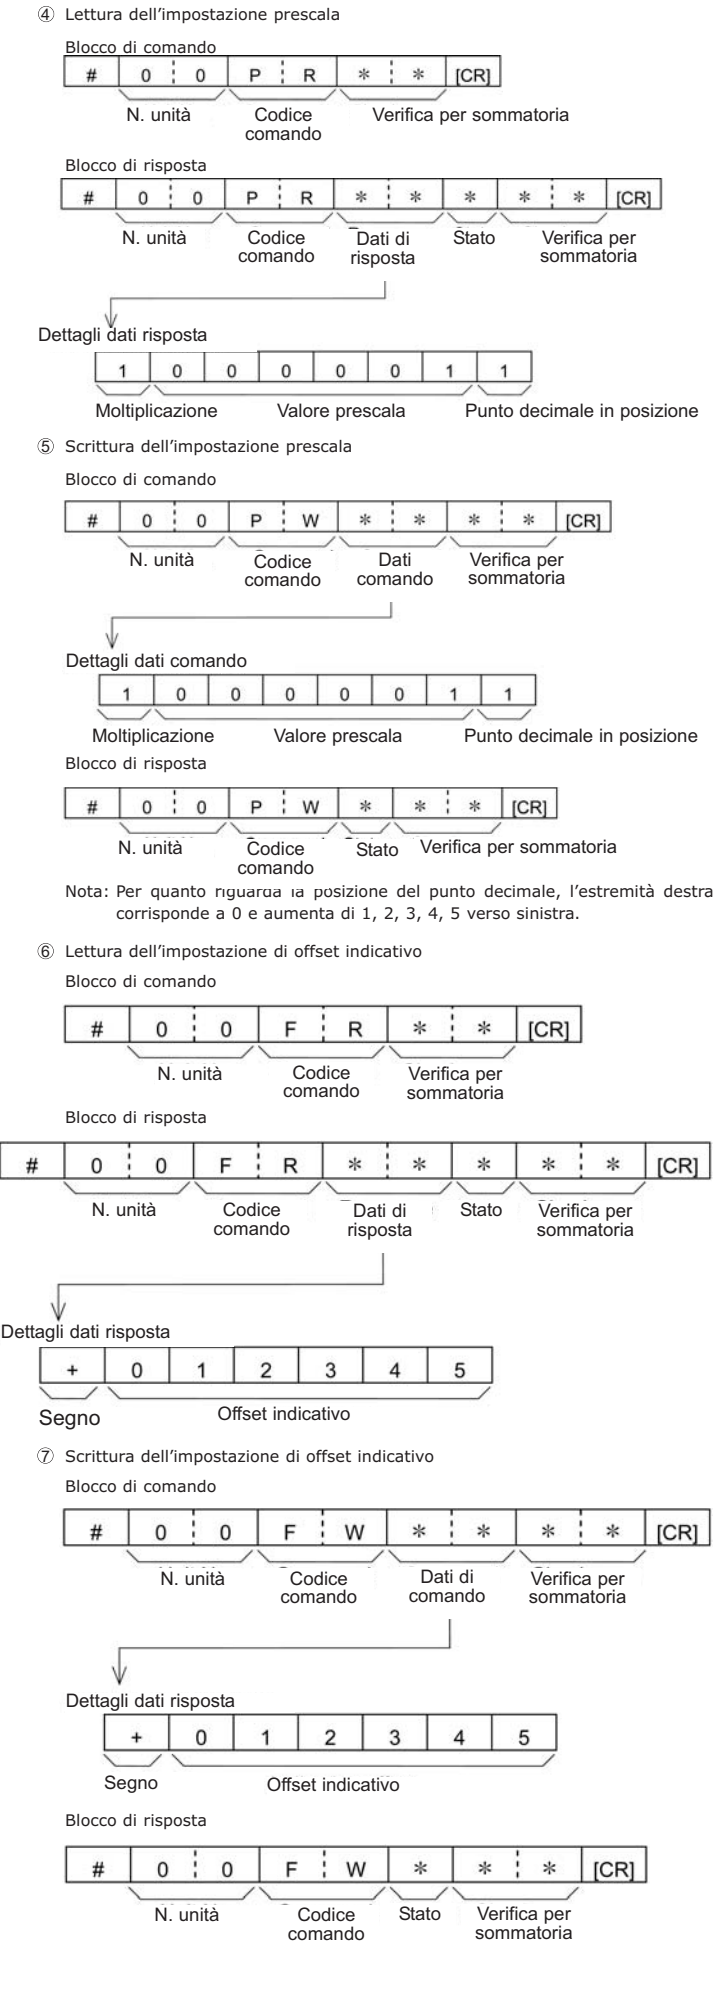 ④ Lettura dell'impostazione prescala
Blocco di comando
# 0 0 P R * * [CR]
N. unità Codice comando Verifica per sommatoria
Blocco di risposta
# 0 0 P R * * * * * [CR]
N. unità Codice comando Dati di risposta Stato Verifica per sommatoria
Dettagli dati risposta
1 0 0 0 0 0 1 1
Moltiplicazione Valore prescala Punto decimale in posizione
⑤ Scrittura dell'impostazione prescala
Blocco di comando
# 0 0 P W * * * * [CR]
N. unità Codice comando Dati comando Verifica per sommatoria
Dettagli dati comando
1 0 0 0 0 0 1 1
Moltiplicazione Valore prescala Punto decimale in posizione
Blocco di risposta
# 0 0 P W * * * [CR]
N. unità Codice comando Stato Verifica per sommatoria
Nota: Per quanto riguarda la posizione del punto decimale, l'estremità destra
corrisponde a 0 e aumenta di 1, 2, 3, 4, 5 verso sinistra.
⑥ Lettura dell'impostazione di offset indicativo
Blocco di comando
# 0 0 F R * * [CR]
N. unità Codice comando Verifica per sommatoria
Blocco di risposta
# 0 0 F R * * * * * [CR]
N. unità Codice comando Dati di risposta Stato Verifica per sommatoria
Dettagli dati risposta
+ 0 1 2 3 4 5
Segno Offset indicativo
⑦ Scrittura dell'impostazione di offset indicativo
Blocco di comando
# 0 0 F W * * * * [CR]
N. unità Codice comando Dati di comando Verifica per sommatoria
Dettagli dati risposta
+ 0 1 2 3 4 5
Segno Offset indicativo
Blocco di risposta
# 0 0 F W * * * [CR]
N. unità Codice comando Stato Verifica per sommatoria